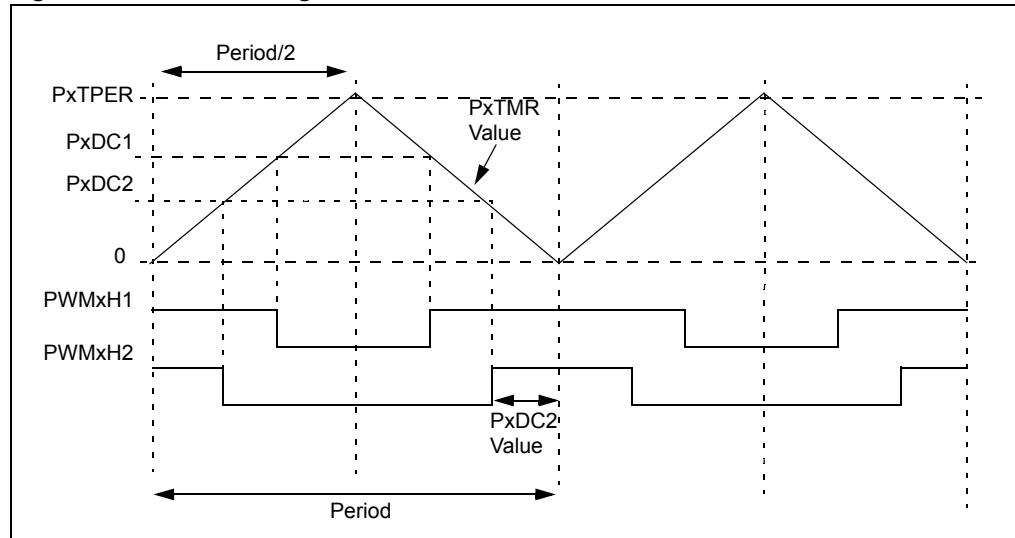 Period/2
PxTPER
PxTMR
Value
PxDC1
PxDC2
0
PWMxH1
PWMxH2
PxDC2
Value
Period